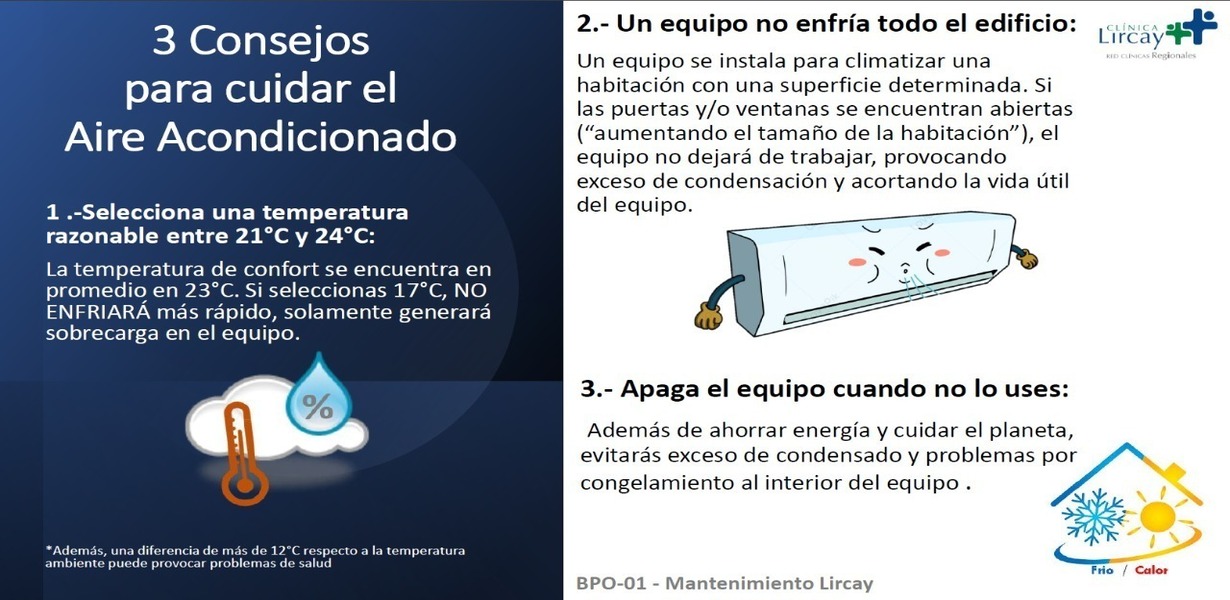 3 Consejos
para cuidar el
Aire Acondicionado
1 .-Selecciona una temperatura
razonable entre 21°C y 24°C:
La temperatura de confort se encuentra en
promedio en 23°C. Si seleccionas 17°C, NO
ENFRIARÁ más rápido, solamente generará
sobrecarga en el equipo.
%
*Además, una diferencia de más de 12°C respecto a la temperatura
ambiente puede provocar problemas de salud
2.- Un equipo no enfría todo el edificio:
Un equipo se instala para climatizar una
habitación con una superficie determinada. Si
las puertas y/o ventanas se encuentran abiertas
(“aumentando el tamaño de la habitación”), el
equipo no dejará de trabajar, provocando
exceso de condensación y acortando la vida útil
del equipo.
CLÍNICA
Lircay
RED CLÍNICAS Regionales
3.- Apaga el equipo cuando no lo uses:
Además de ahorrar energía y cuidar el planeta,
evitarás exceso de condensado y problemas por
congelamiento al interior del equipo .
Frio / Calor
BPO-01 - Mantenimiento Lircay